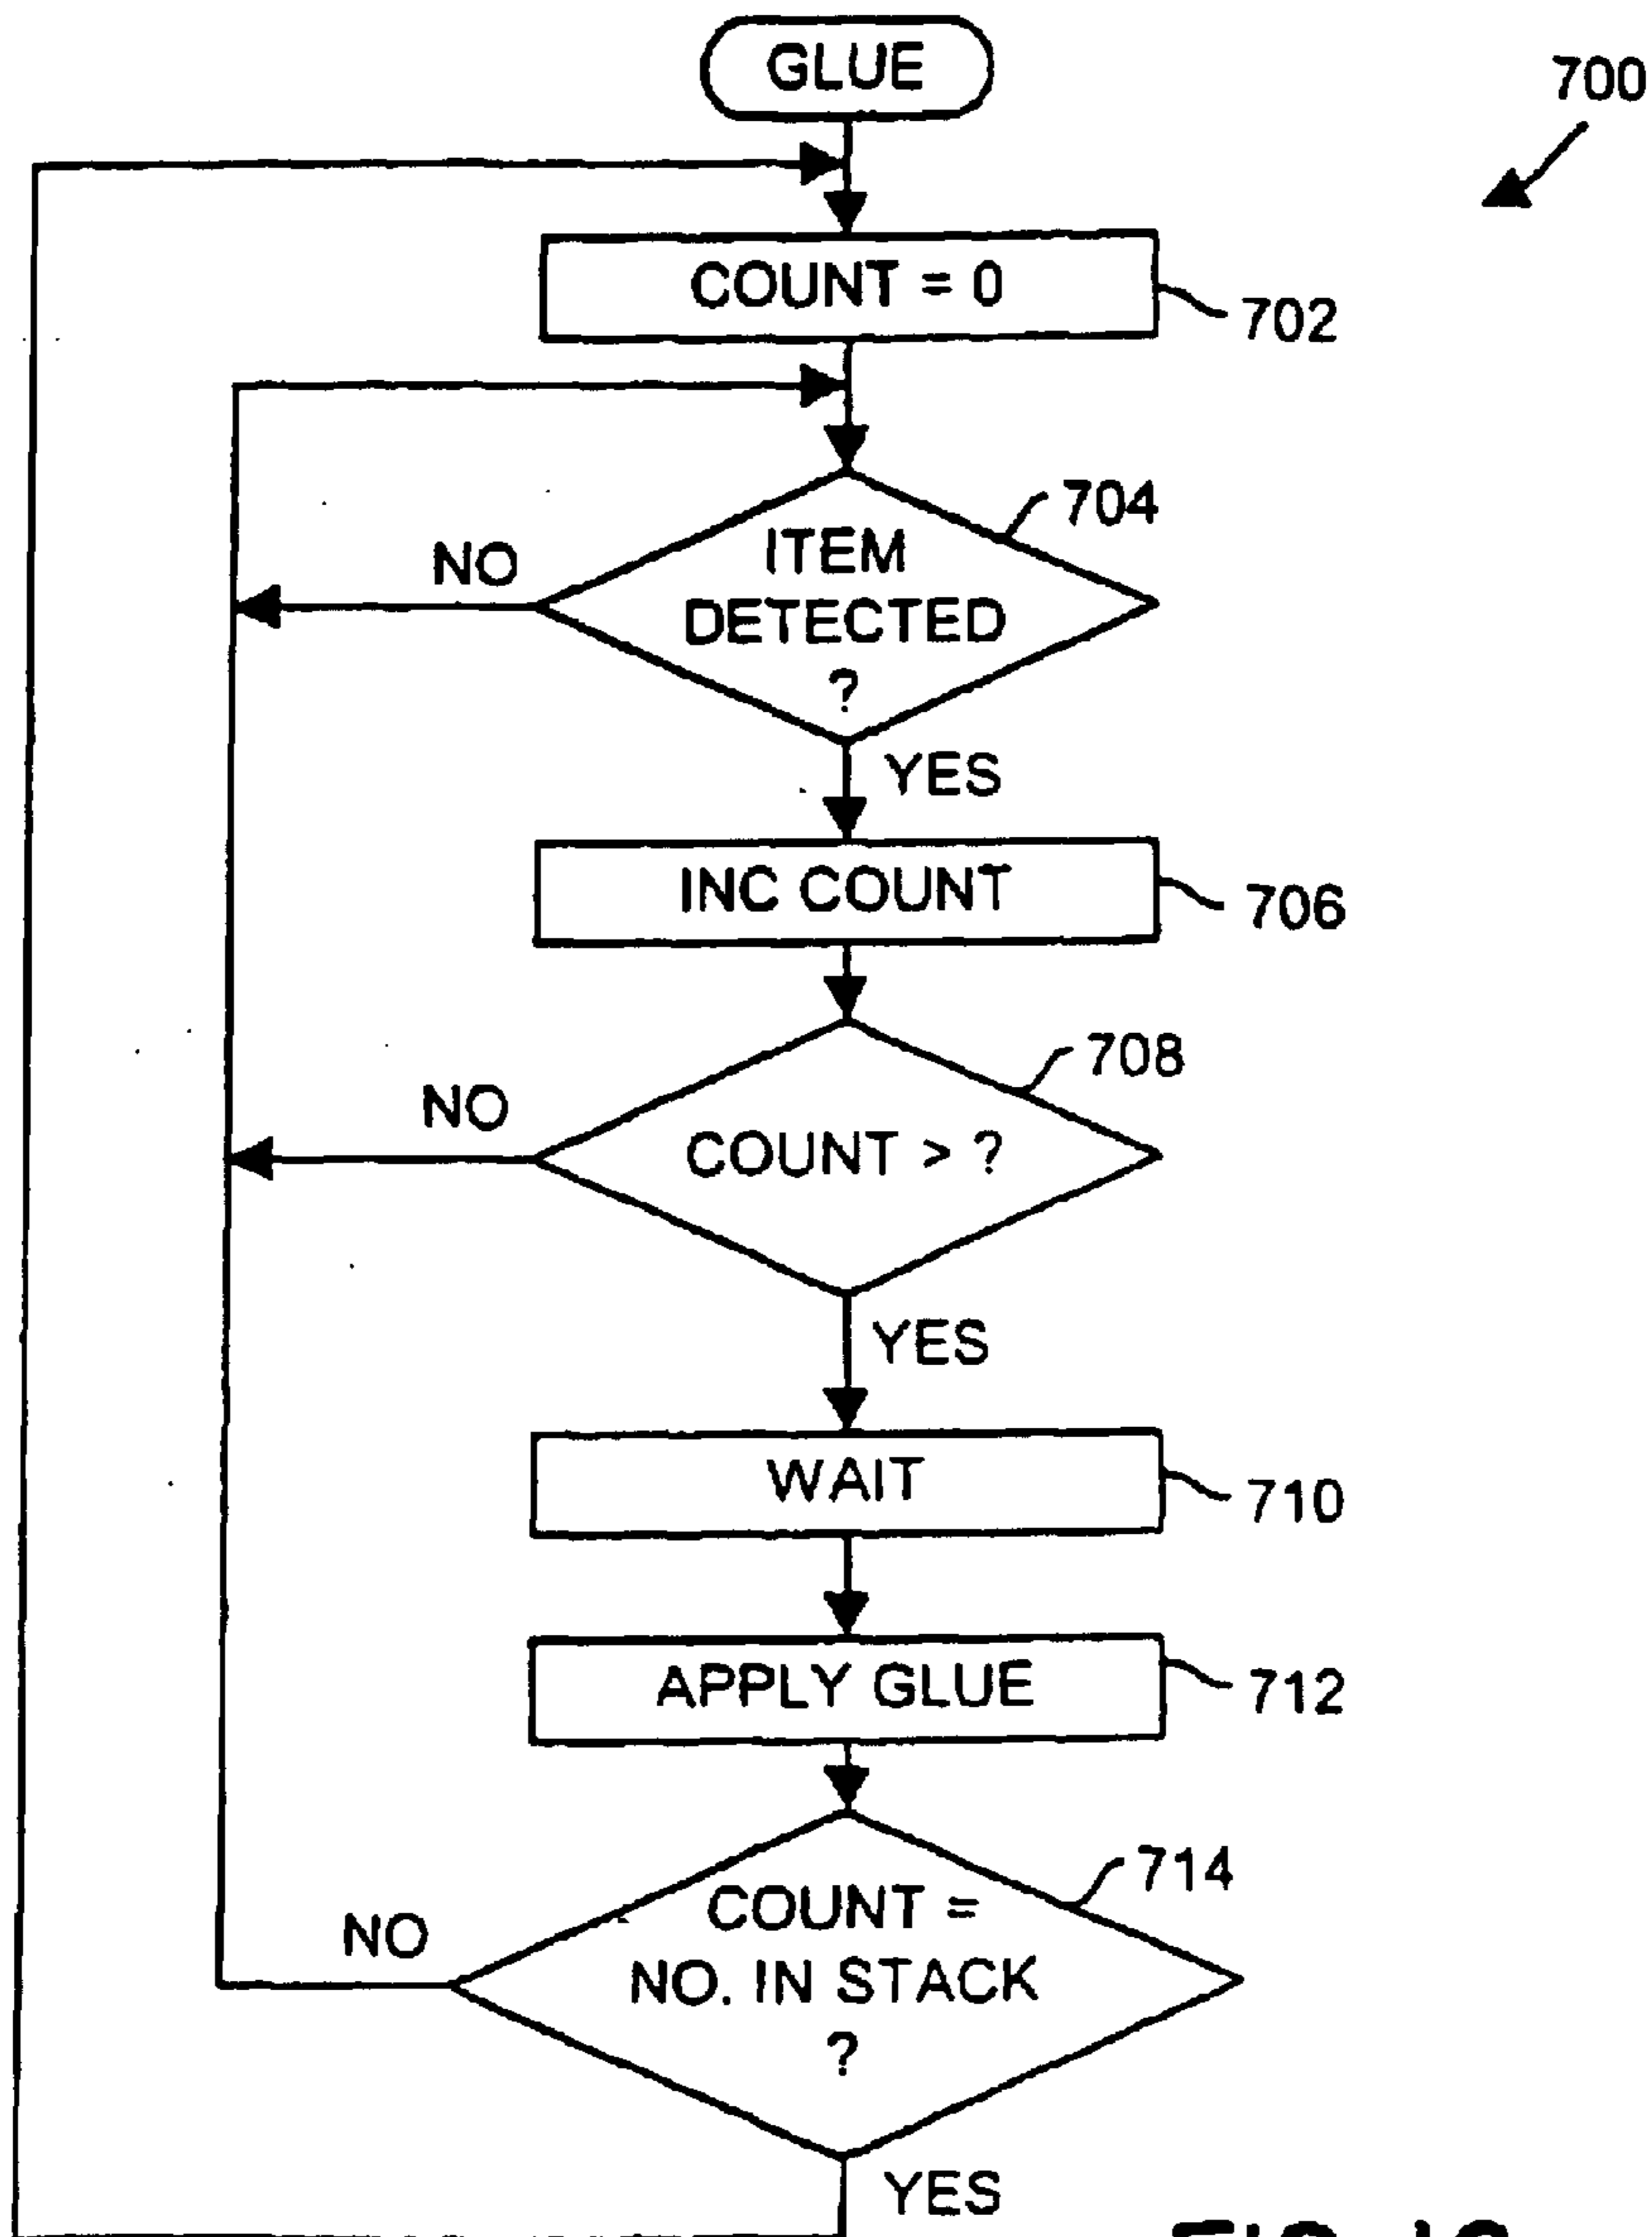 GLUE
700
COUNT = 0
702
704
ITEM
DETECTED
?
NO
YES
INC COUNT
706
708
COUNT > ?
NO
YES
WAIT
710
APPLY GLUE
712
714
COUNT =
NO. IN STACK
?
NO
YES